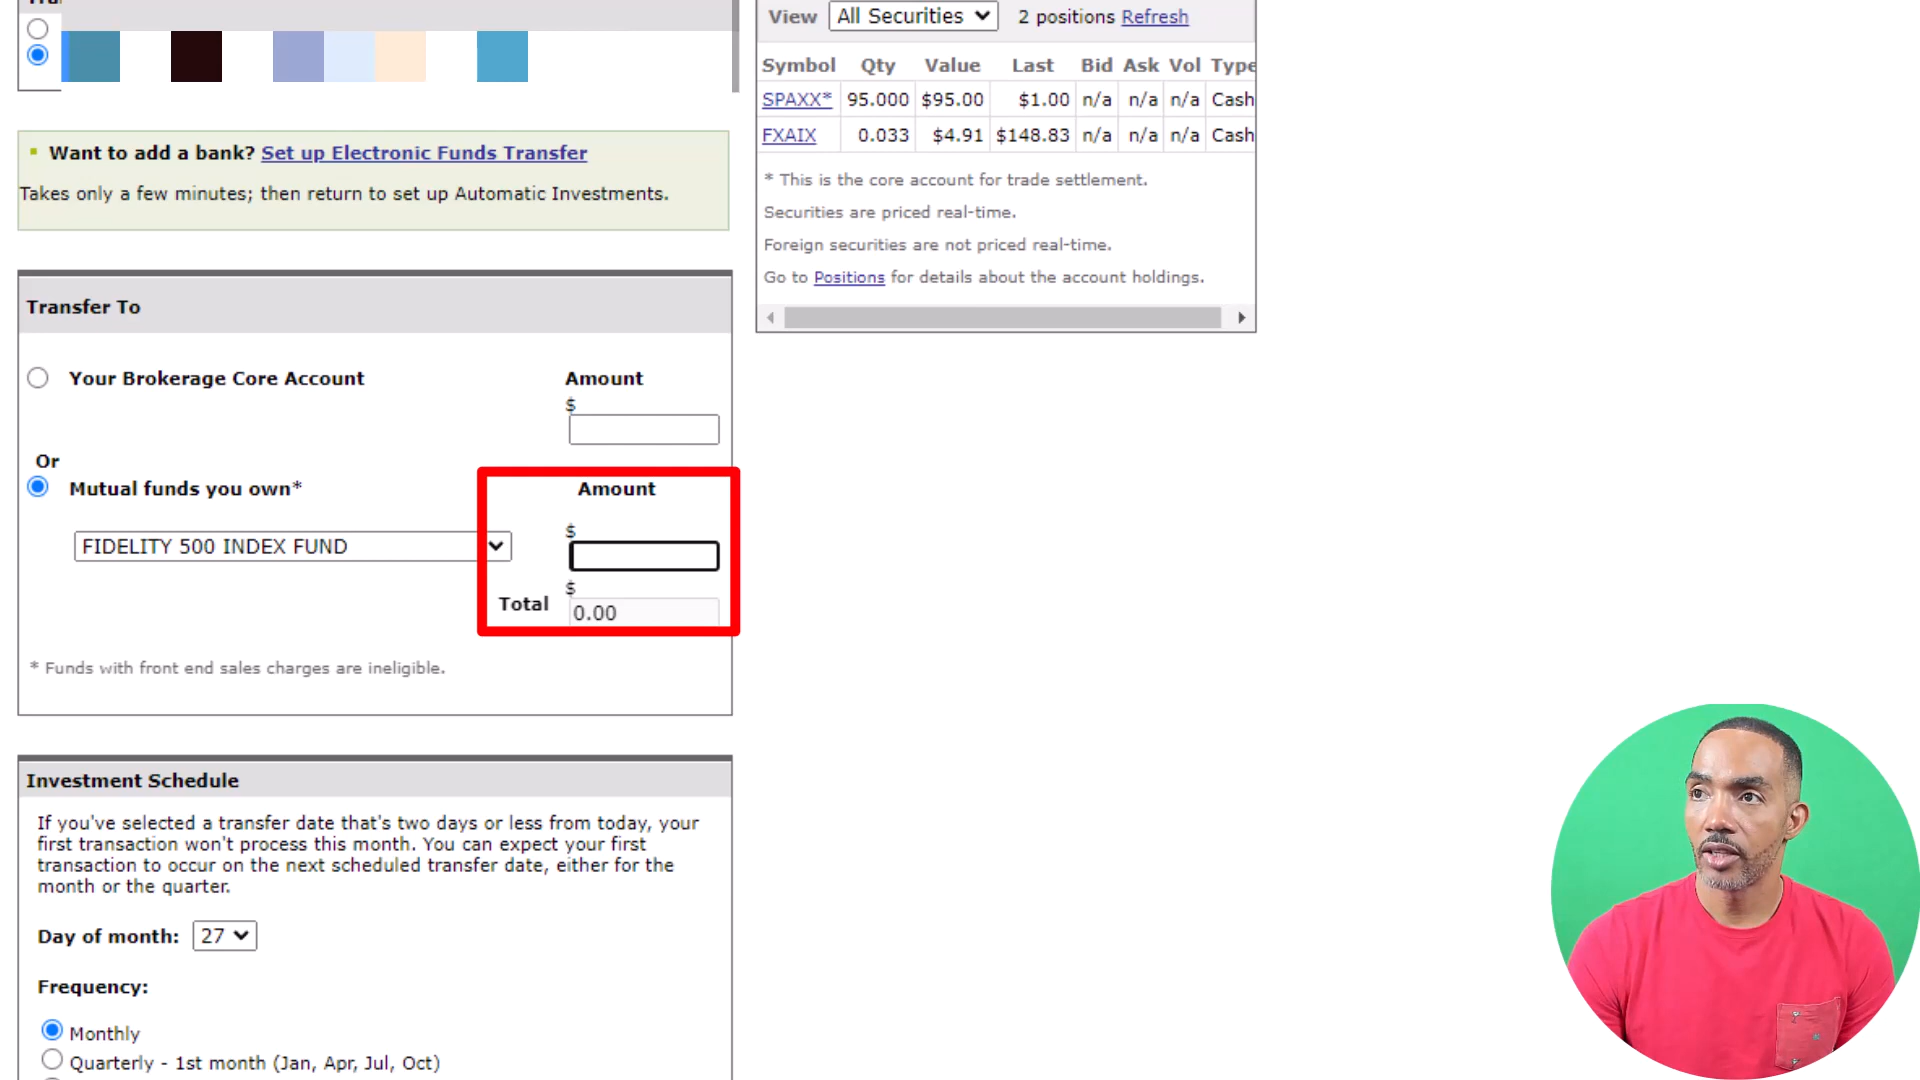 Want to add a bank? Set up Electronic Funds Transfer
Takes only a few minutes; then return to set up Automatic Investments.
Transfer To
Your Brokerage Core Account Amount
$
Or
Mutual funds you own* Amount
$
FIDELITY 500 INDEX FUND
$
Total 0.00
* Funds with front end sales charges are ineligible.
Investment Schedule
If you've selected a transfer date that's two days or less from today, your
first transaction won't process this month. You can expect your first
transaction to occur on the next scheduled transfer date, either for the
month or the quarter.
Day of month: 27
Frequency:
Monthly
Quarterly - 1st month (Jan, Apr, Jul, Oct)
View All Securities 2 positions Refresh
Symbol Qty Value Last Bid Ask Vol Type
SPAXX* 95.000 $95.00 $1.00 n/a n/a n/a Cash
FXAIX 0.033 $4.91 $148.83 n/a n/a n/a Cash
* This is the core account for trade settlement.
Securities are priced real-time.
Foreign securities are not priced real-time.
Go to Positions for details about the account holdings.